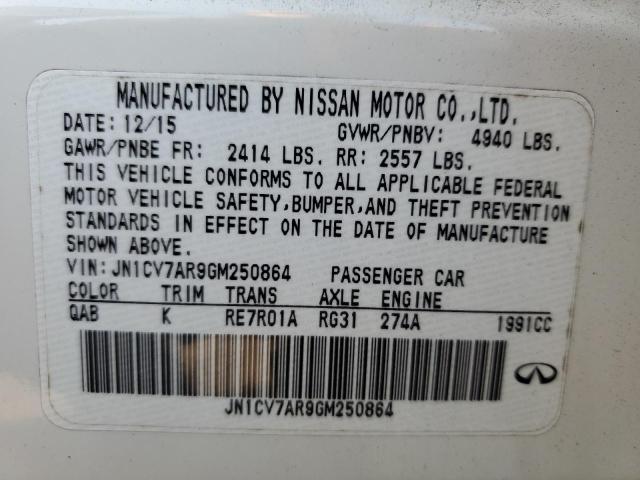 MANUFACTURED BY NISSAN MOTOR CO.,LTD.
DATE: 12/15 GVWR/PNBV: 4940 LBS.
GAWR/PNBE FR: 2414 LBS. RR: 2557 LBS.
THIS VEHICLE CONFORMS TO ALL APPLICABLE FEDERAL
MOTOR VEHICLE SAFETY,BUMPER,AND THEFT PREVENTION
STANDARDS IN EFFECT ON THE DATE OF MANUFACTURE
SHOWN ABOVE.
VIN: JN1CV7AR9GM250864 PASSENGER CAR
COLOR TRIM TRANS AXLE ENGINE
QAB K RE7R01A RG31 274A 1991CC
JN1CV7AR9GM250864